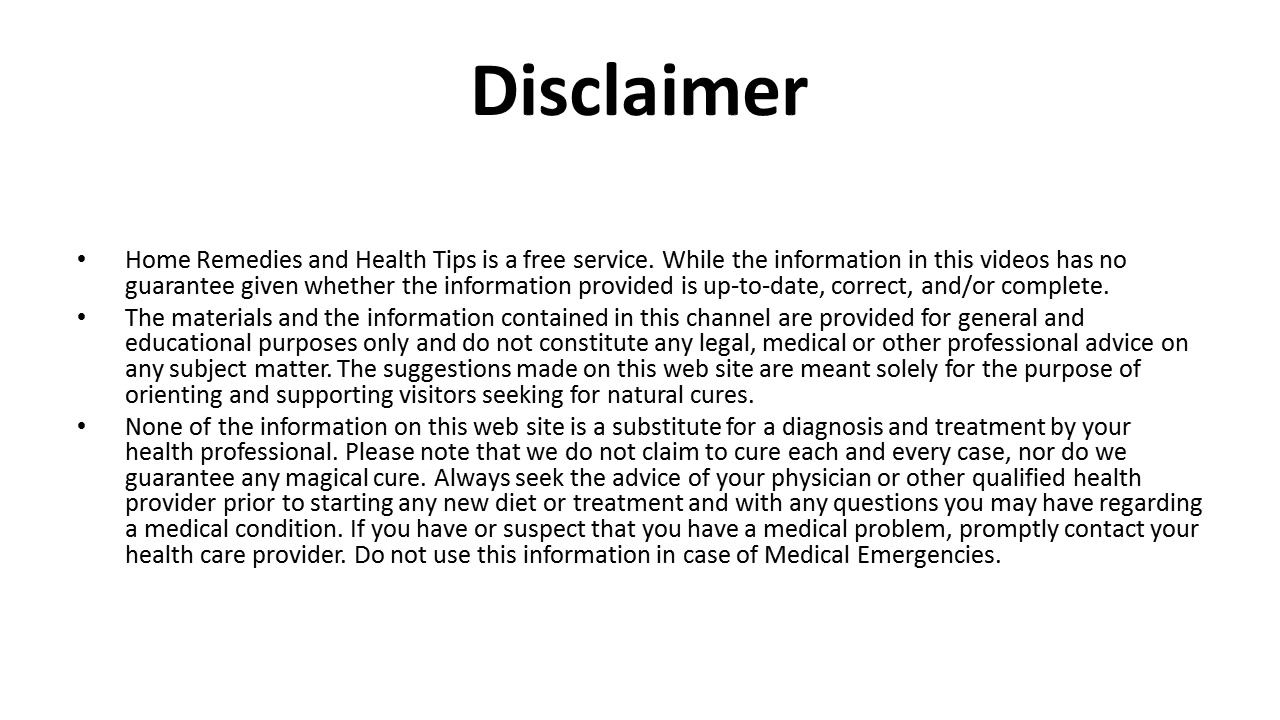 Disclaimer
• Home Remedies and Health Tips is a free service. While the information in this videos has no
guarantee given whether the information provided is up-to-date, correct, and/or complete.
• The materials and the information contained in this channel are provided for general and
educational purposes only and do not constitute any legal, medical or other professional advice on
any subject matter. The suggestions made on this web site are meant solely for the purpose of
orienting and supporting visitors seeking for natural cures.
• None of the information on this web site is a substitute for a diagnosis and treatment by your
health professional. Please note that we do not claim to cure each and every case, nor do we
guarantee any magical cure. Always seek the advice of your physician or other qualified health
provider prior to starting any new diet or treatment and with any questions you may have regarding
a medical condition. If you have or suspect that you have a medical problem, promptly contact your
health care provider. Do not use this information in case of Medical Emergencies.